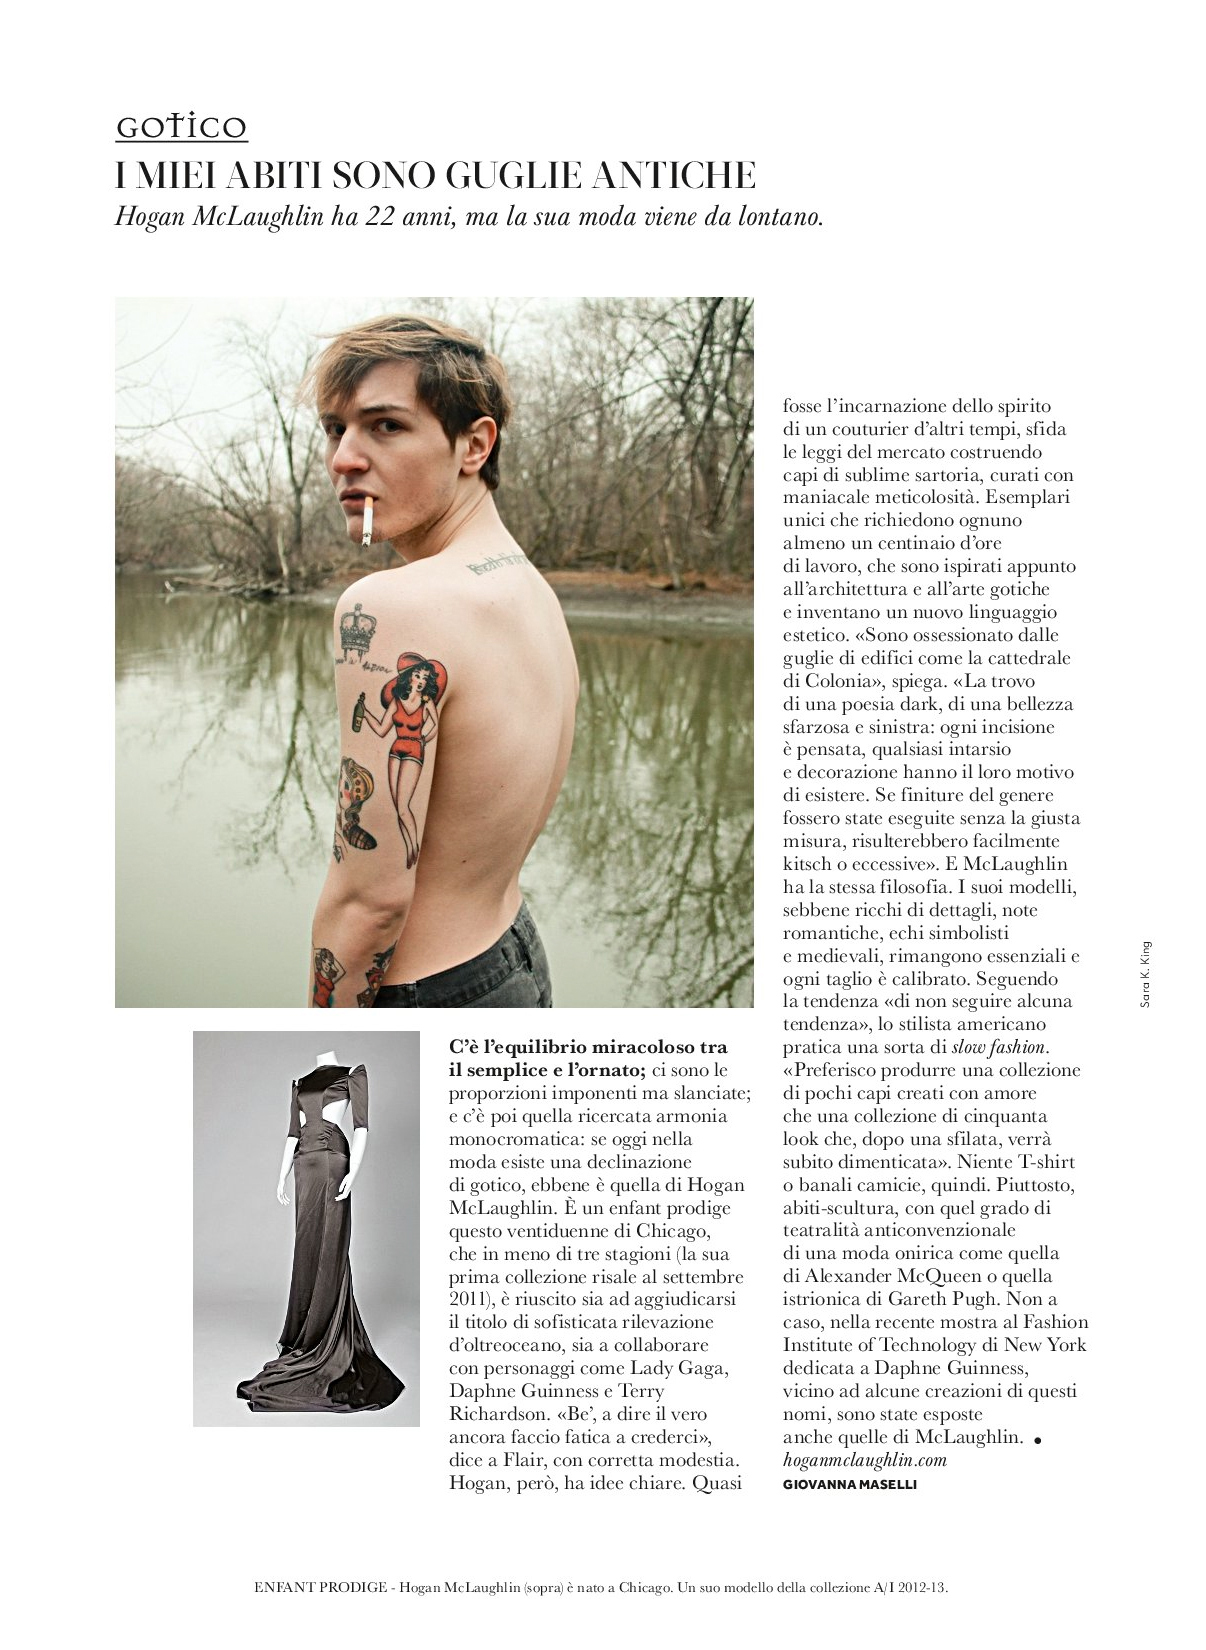 GOTICO
I MIEI ABITI SONO GUGLIE ANTICHE
Hogan McLaughlin ha 22 anni, ma la sua moda viene da lontano.
C’è l’equilibrio miracoloso tra
il semplice e l’ornato; ci sono le
proporzioni imponenti ma slanciate;
e c’è poi quella ricercata armonia
monocromatica: se oggi nella
moda esiste una declinazione
di gotico, ebbene è quella di Hogan
McLaughlin. È un enfant prodige
questo ventiduenne di Chicago,
che in meno di tre stagioni (la sua
prima collezione risale al settembre
2011), è riuscito sia ad aggiudicarsi
il titolo di sofisticata rilevazione
d’oltreoceano, sia a collaborare
con personaggi come Lady Gaga,
Daphne Guinness e Terry
Richardson. «Be’, a dire il vero
ancora faccio fatica a crederci»,
dice a Flair, con corretta modestia.
Hogan, però, ha idee chiare. Quasi
fosse l’incarnazione dello spirito
di un couturier d’altri tempi, sfida
le leggi del mercato costruendo
capi di sublime sartoria, curati con
maniacale meticolosità. Esemplari
unici che richiedono ognuno
almeno un centinaio d’ore
di lavoro, che sono ispirati appunto
all’architettura e all’arte gotiche
e inventano un nuovo linguaggio
estetico. «Sono ossessionato dalle
guglie di edifici come la cattedrale
di Colonia», spiega. «La trovo
di una poesia dark, di una bellezza
sfarzosa e sinistra: ogni incisione
è pensata, qualsiasi intarsio
e decorazione hanno il loro motivo
di esistere. Se finiture del genere
fossero state eseguite senza la giusta
misura, risulterebbero facilmente
kitsch o eccessive». E McLaughlin
ha la stessa filosofia. I suoi modelli,
sebbene ricchi di dettagli, note
romantiche, echi simbolisti
e medievali, rimangono essenziali e
ogni taglio è calibrato. Seguendo
la tendenza «di non seguire alcuna
tendenza», lo stilista americano
pratica una sorta di slow fashion.
«Preferisco produrre una collezione
di pochi capi creati con amore
che una collezione di cinquanta
look che, dopo una sfilata, verrà
subito dimenticata». Niente T-shirt
o banali camicie, quindi. Piuttosto,
abiti-scultura, con quel grado di
teatralità anticonvenzionale
di una moda onirica come quella
di Alexander McQueen o quella
istrionica di Gareth Pugh. Non a
caso, nella recente mostra al Fashion
Institute of Technology di New York
dedicata a Daphne Guinness,
vicino ad alcune creazioni di questi
nomi, sono state esposte
anche quelle di McLaughlin. •
hoganmclaughlin.com
GIOVANNA MASELLI
Sara K. King
ENFANT PRODIGE - Hogan McLaughlin (sopra) è nato a Chicago. Un suo modello della collezione A/I 2012-13.